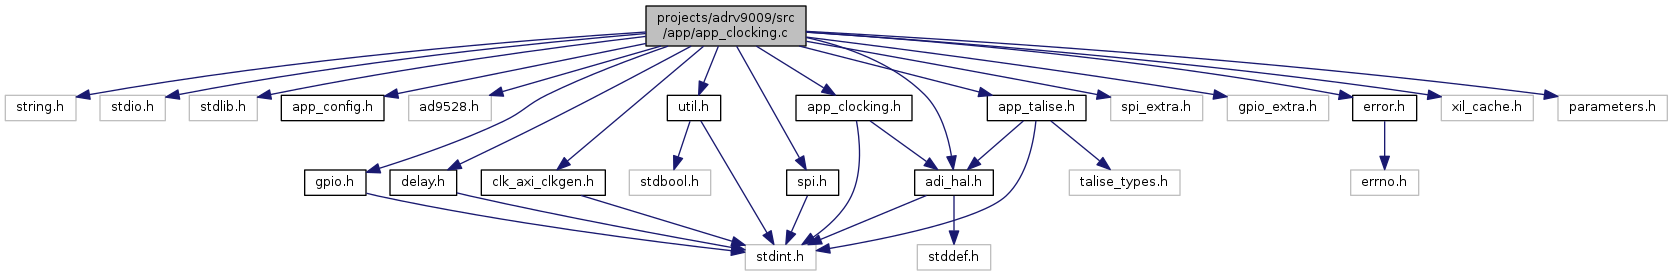 projects/adrv9009/src
/app/app_clocking.c
string.h
stdio.h
stdlib.h
app_config.h
ad9528.h
util.h
app_clocking.h
app_talise.h
spi_extra.h
gpio_extra.h
error.h
xil_cache.h
parameters.h
gpio.h
delay.h
clk_axi_clkgen.h
stdbool.h
spi.h
adi_hal.h
talise_types.h
errno.h
stdint.h
stddef.h